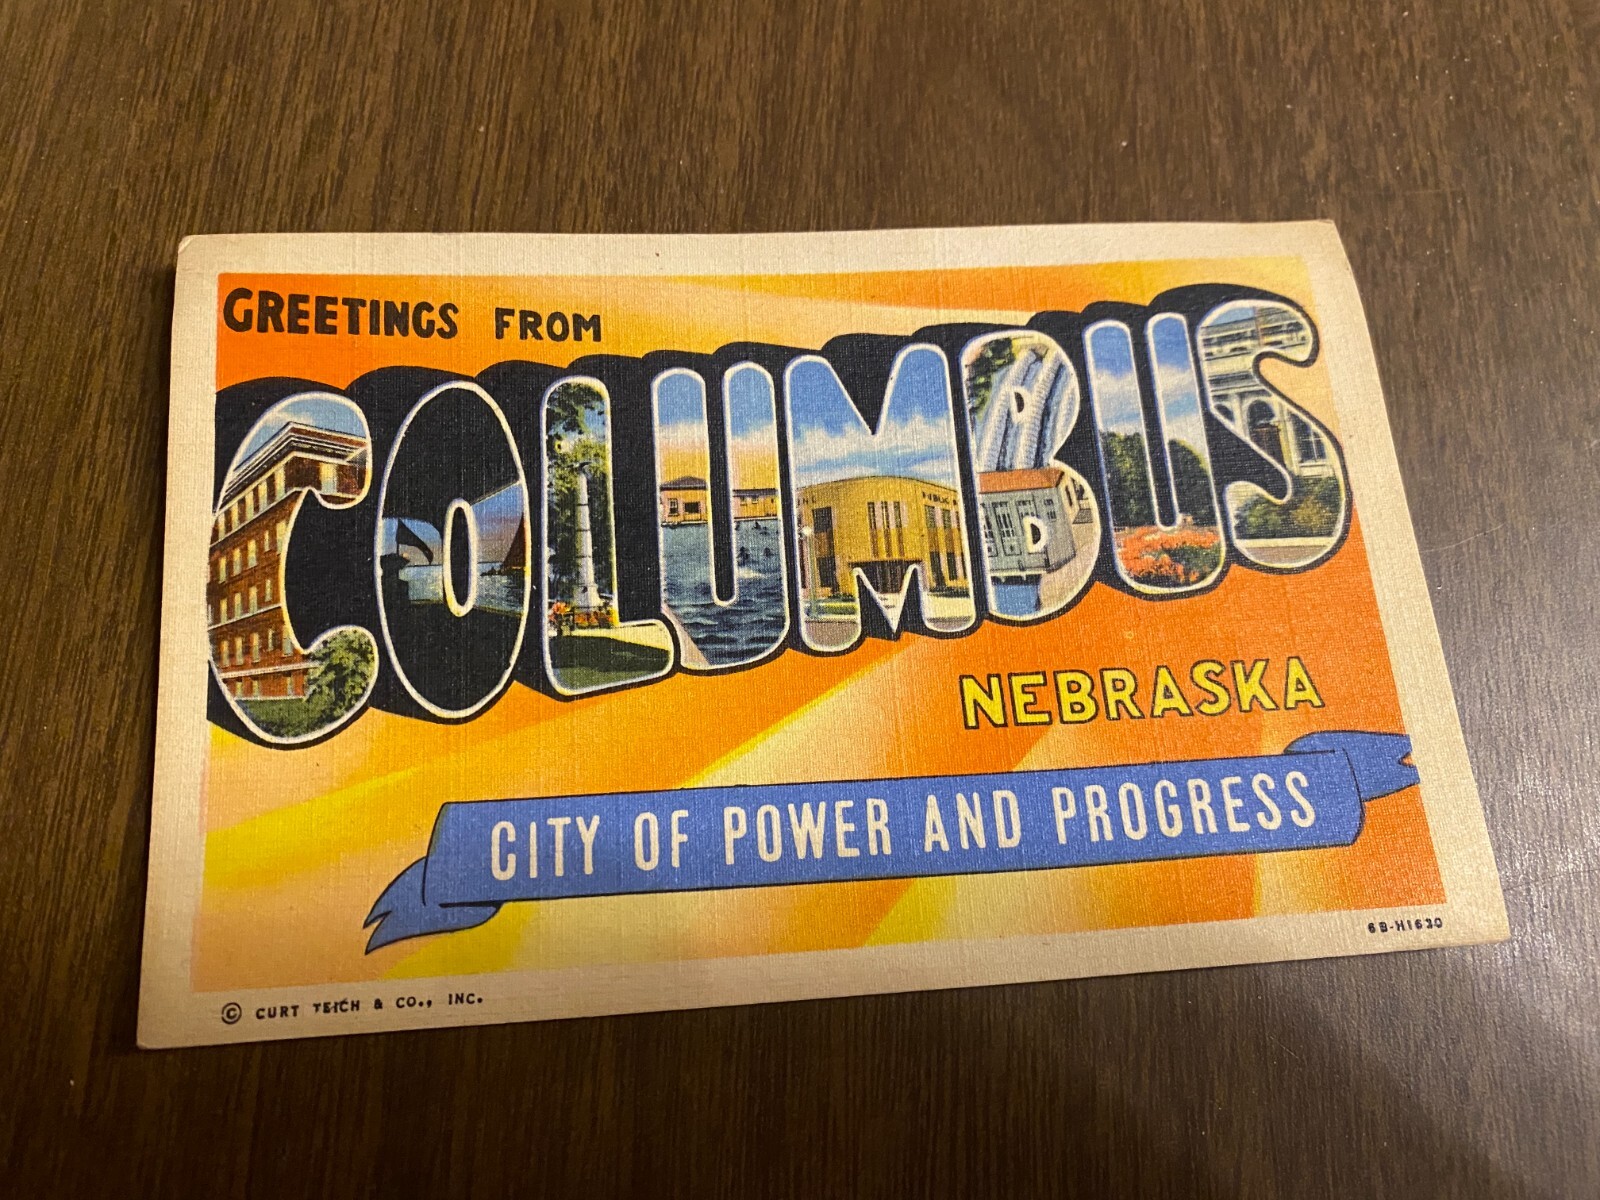 GREETINGS FROM
COLUMBUS
NEBRASKA
CITY OF POWER AND PROGRESS
6B-H1630
© CURT TEICH & CO., INC.